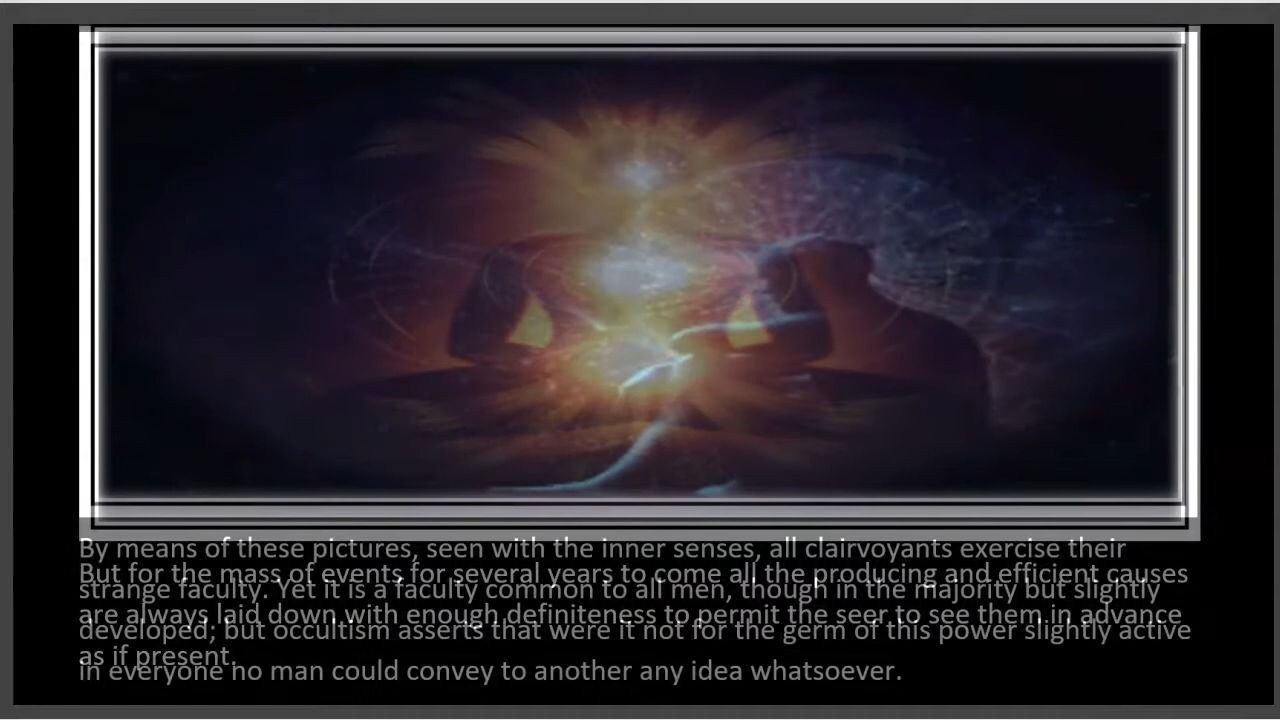 By means of these pictures, seen with the inner senses, all clairvoyants exercise their
But for the mass of events for several years to come all the producing and efficient causes
strange faculty. Yet it is a faculty common to all men, though in the majority but slightly
are always laid down with enough definiteness to permit the seer to see them in advance
developed; but occultism asserts that were it not for the germ of this power slightly active
as if present.
in everyone no man could convey to another any idea whatsoever.